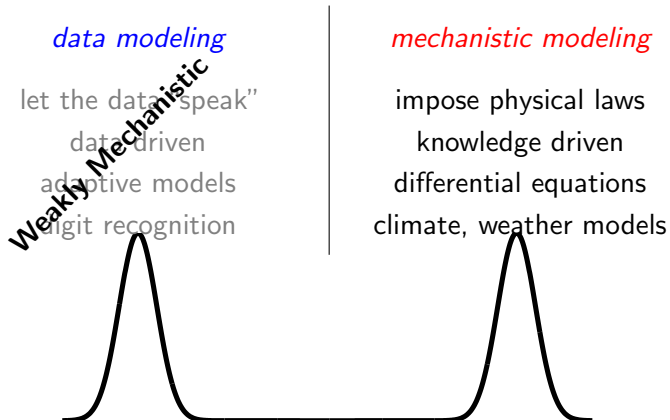 data modeling
let the data "speak"
data driven
adaptive models
digit recognition
Weakly Mechanistic
mechanistic modeling
impose physical laws
knowledge driven
differential equations
climate, weather models